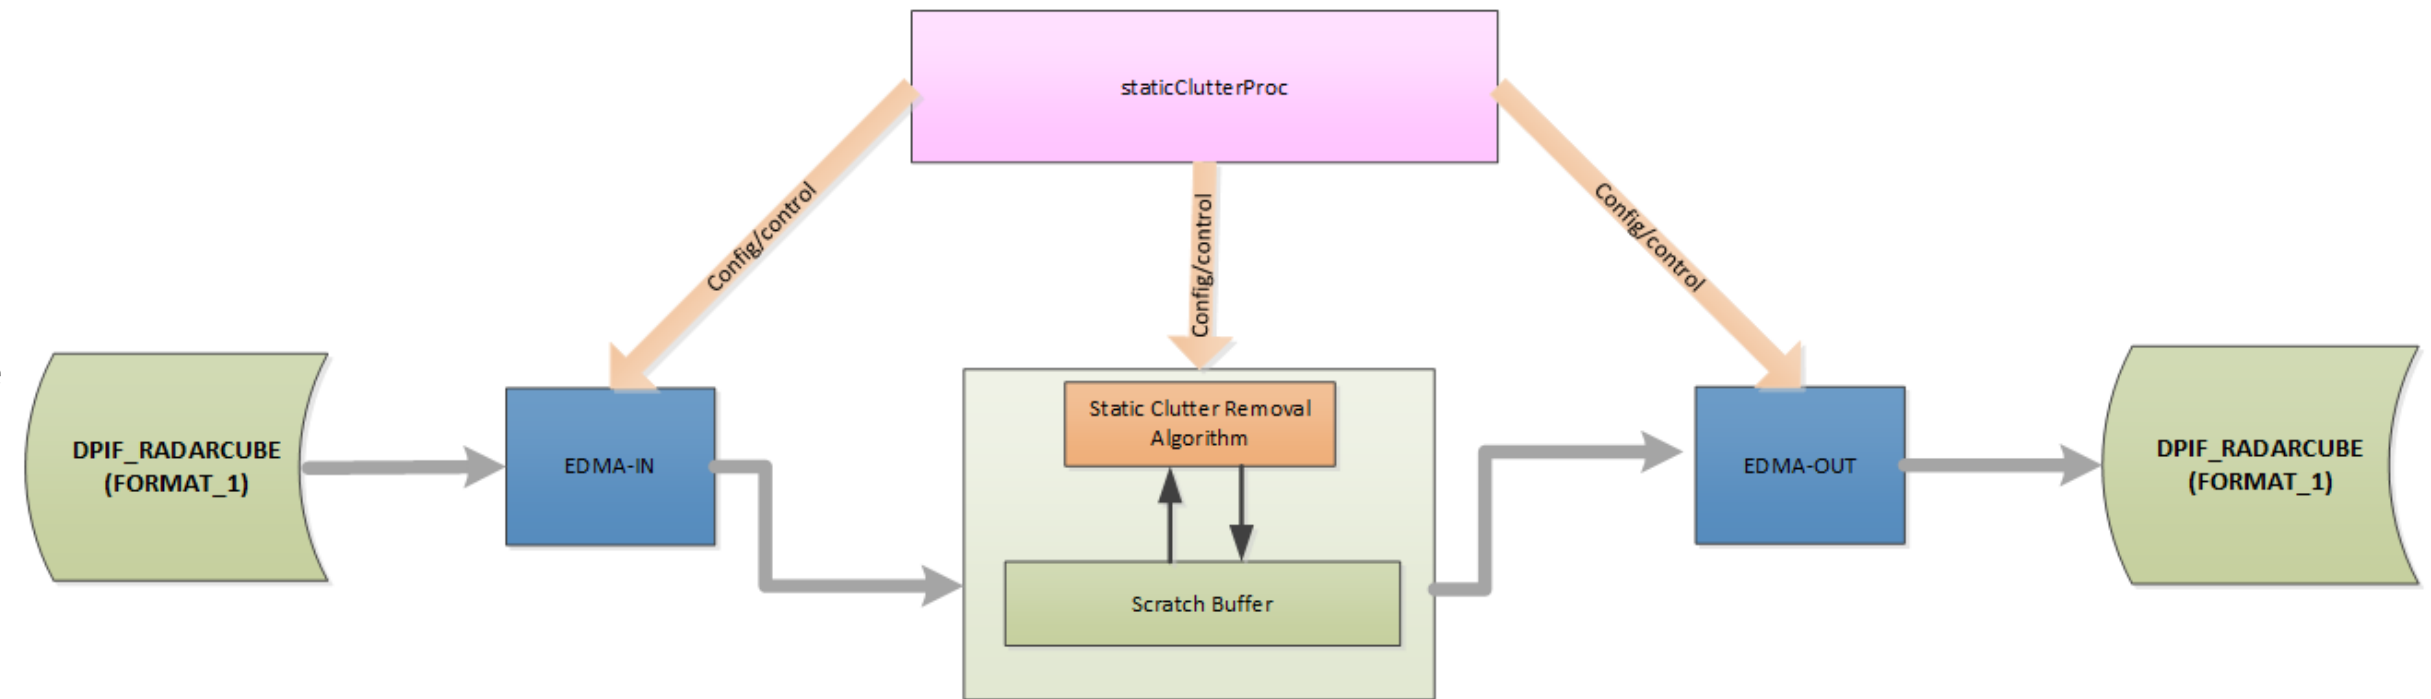 staticClutterProc
Config/control
Config/control
Config/control
DPIF_RADARCUBE
(FORMAT_1)
EDMA-IN
Static Clutter Removal
Algorithm
Scratch Buffer
EDMA-OUT
DPIF_RADARCUBE
(FORMAT_1)